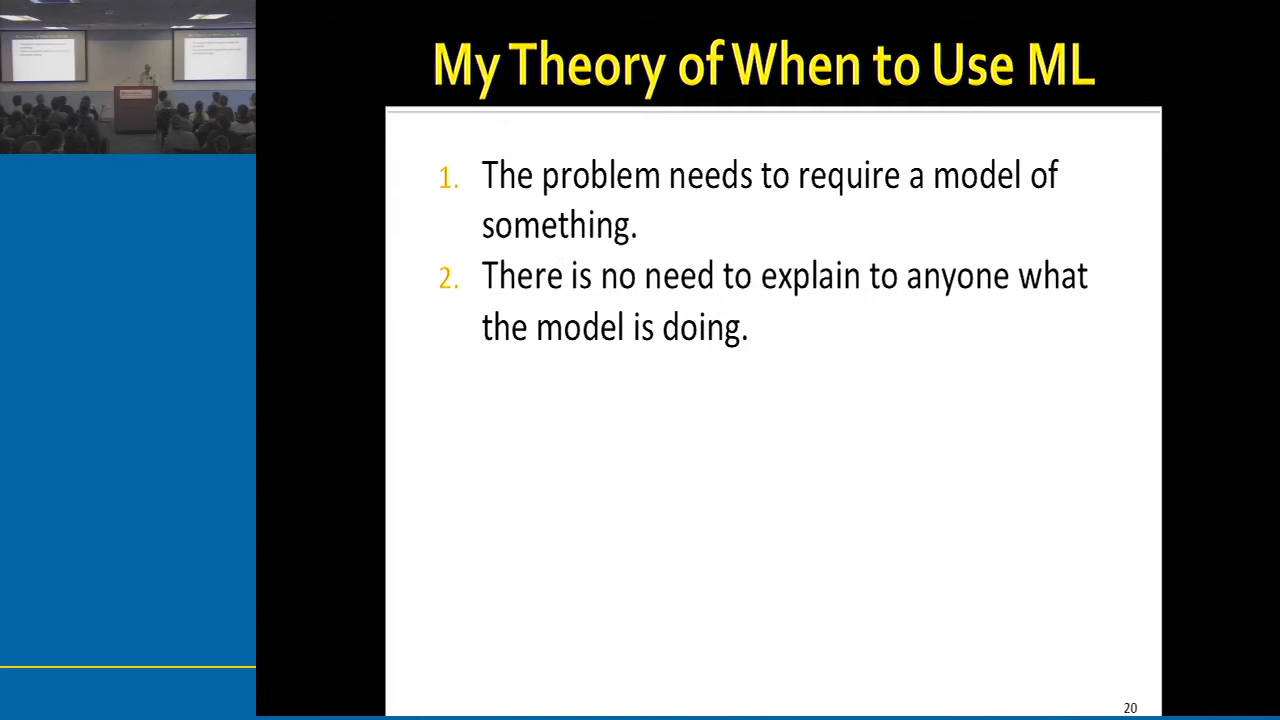 My Theory of When to Use ML
1. The problem needs to require a model of
something.
2. There is no need to explain to anyone what
the model is doing.
20